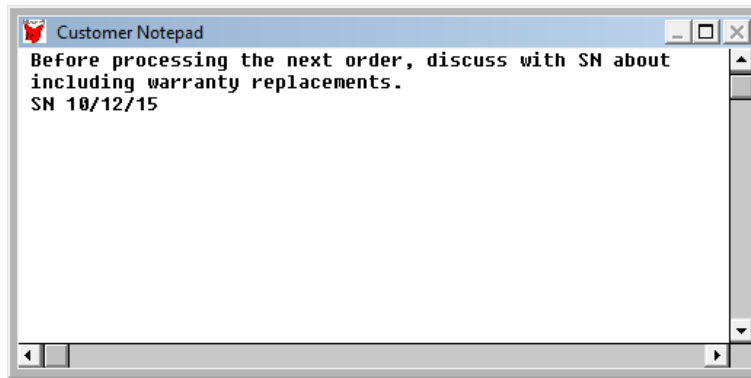 Customer Notepad
Before processing the next order, discuss with SN about
including warranty replacements.
SN 10/12/15